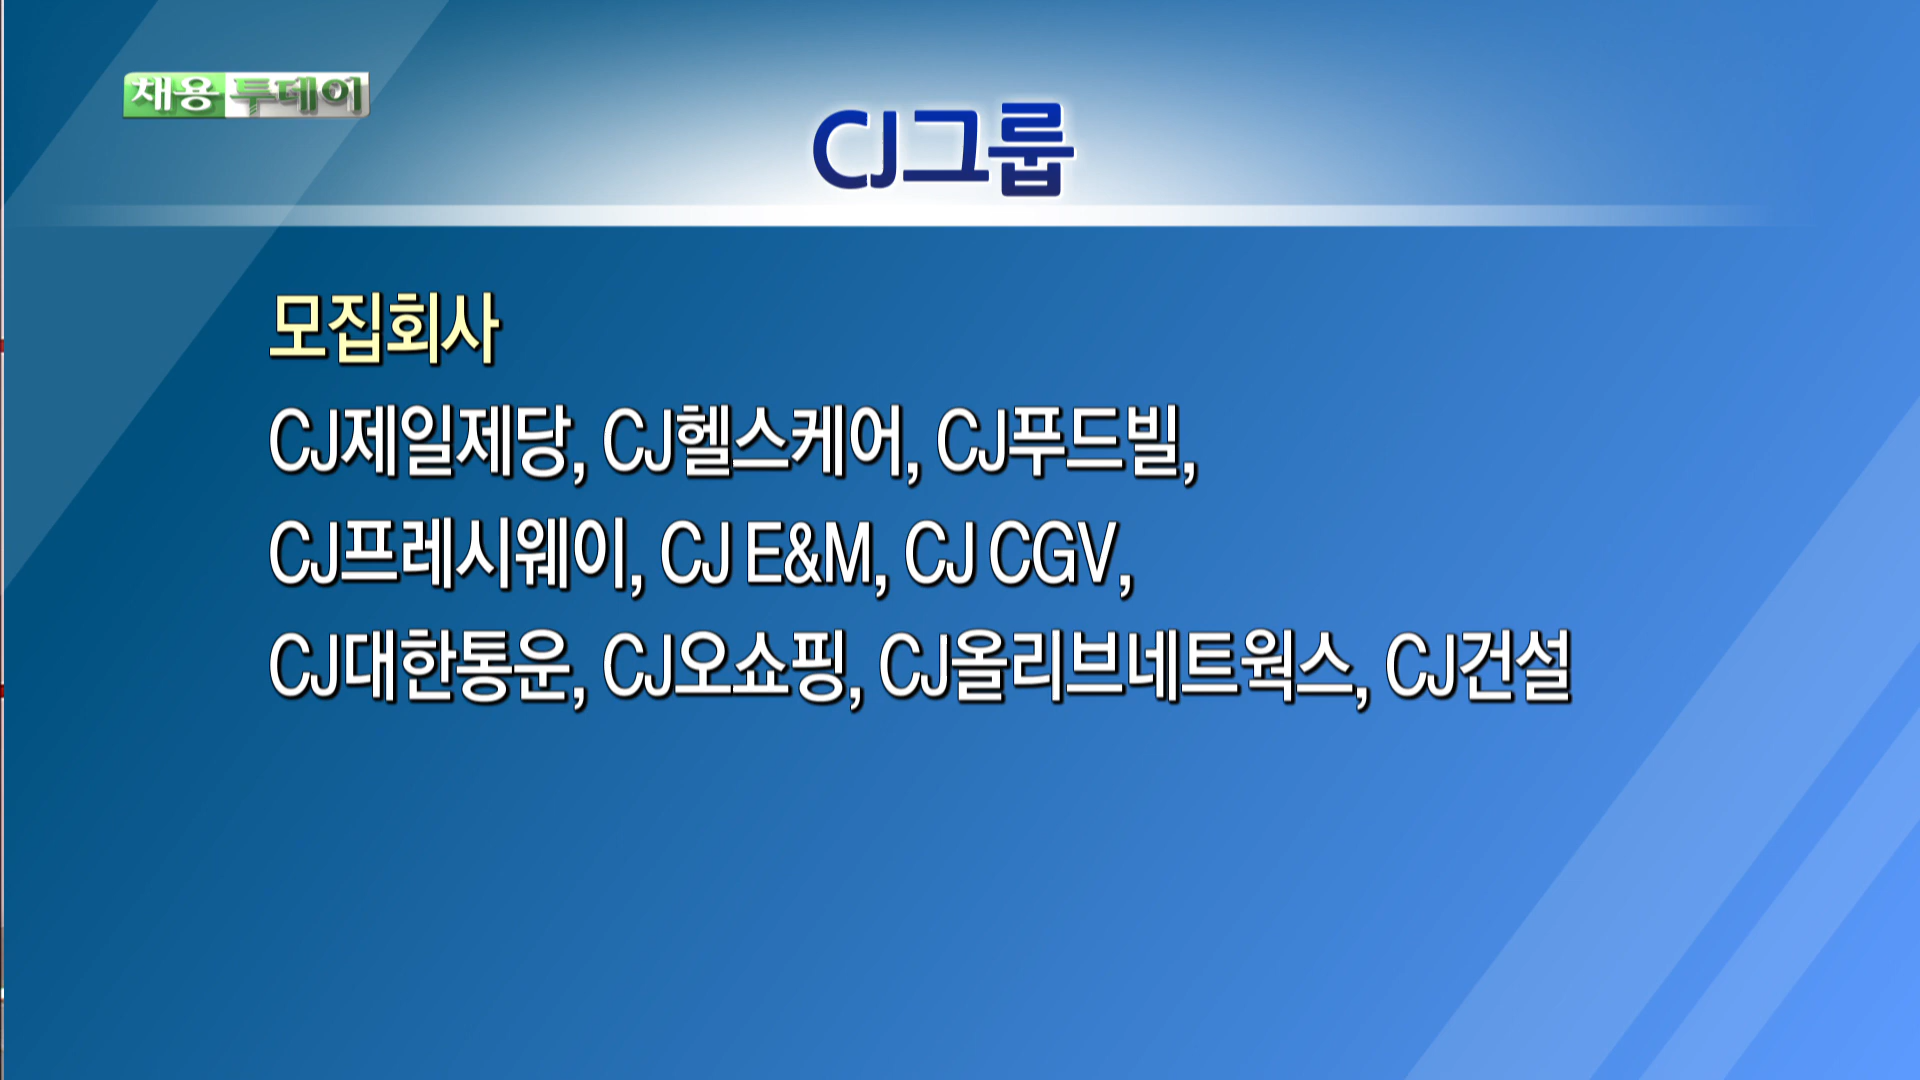 채용 투데이
CJ그룹
모집회사
CJ제일제당, CJ헬스케어, CJ푸드빌,
CJ프레시웨이, CJ E&M, CJ CGV,
CJ대한통운, CJ오쇼핑, CJ올리브네트웍스, CJ건설